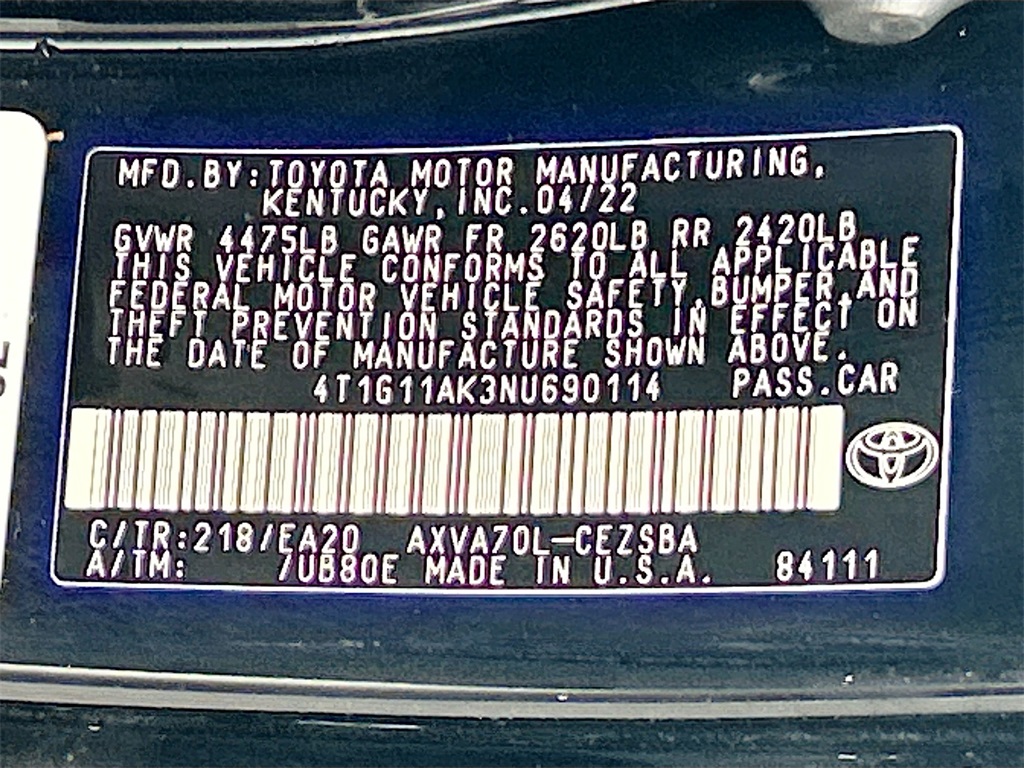 MFD.BY:TOYOTA MOTOR MANUFACTURING,
KENTUCKY,INC.04/22
GVWR 4475LB GAWR FR 2620LB RR 2420LB
THIS VEHICLE CONFORMS TO ALL APPLICABLE
FEDERAL MOTOR VEHICLE SAFETY,BUMPER,AND
THEFT PREVENTION STANDARDS IN EFFECT ON
THE DATE OF MANUFACTURE SHOWN ABOVE.
4T1G11AK3NU690114 PASS.CAR
C/TR:218/EA20 AXVA70L-CEZSBA
A/TM: /UB80E MADE IN U.S.A. 84111